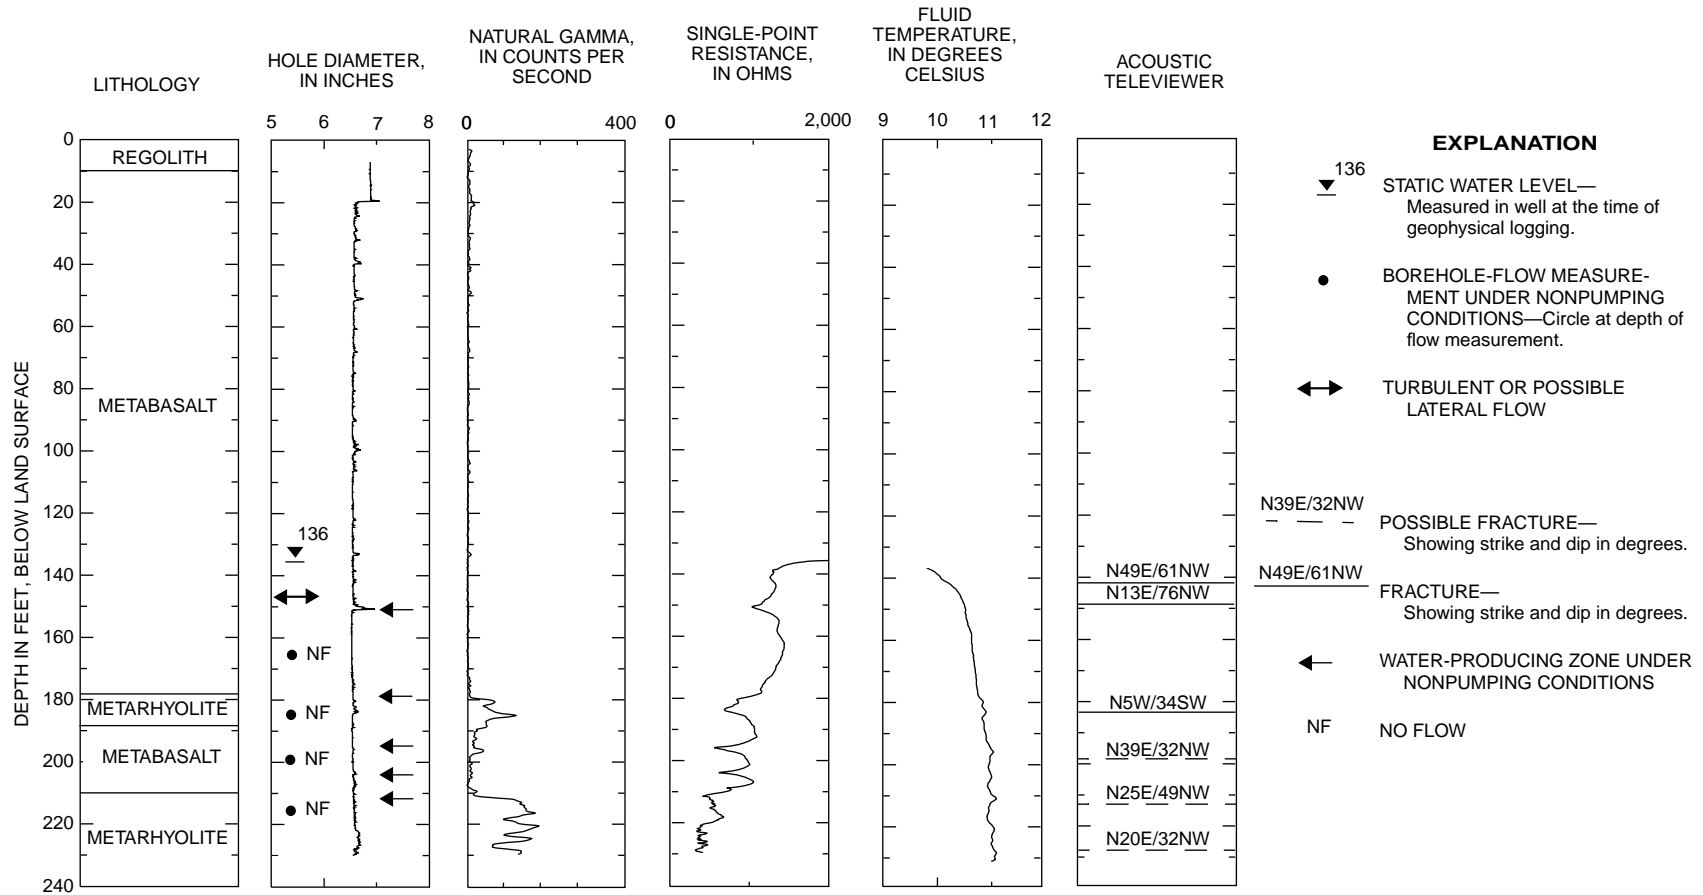 LITHOLOGY
HOLE DIAMETER,
IN INCHES
NATURAL GAMMA,
IN COUNTS PER
SECOND
SINGLE-POINT
RESISTANCE,
IN OHMS
FLUID
TEMPERATURE,
IN DEGREES
CELSIUS
ACOUSTIC
TELEVIEWER
5 6 7 8
0 400
0 2,000
9 10 11 12
DEPTH IN FEET, BELOW LAND SURFACE
0
20
40
60
80
100
120
140
160
180
200
220
240
REGOLITH
METABASALT
METARHYOLITE
METABASALT
METARHYOLITE
136
NF
NF
NF
NF
N49E/61NW
N13E/76NW
N5W/34SW
N39E/32NW
N25E/49NW
N20E/32NW
EXPLANATION
136
STATIC WATER LEVEL—
Measured in well at the time of
geophysical logging.
BOREHOLE-FLOW MEASURE-
MENT UNDER NONPUMPING
CONDITIONS—Circle at depth of
flow measurement.
TURBULENT OR POSSIBLE
LATERAL FLOW
N39E/32NW
POSSIBLE FRACTURE—
Showing strike and dip in degrees.
N49E/61NW
FRACTURE—
Showing strike and dip in degrees.
WATER-PRODUCING ZONE UNDER
NONPUMPING CONDITIONS
NF
NO FLOW